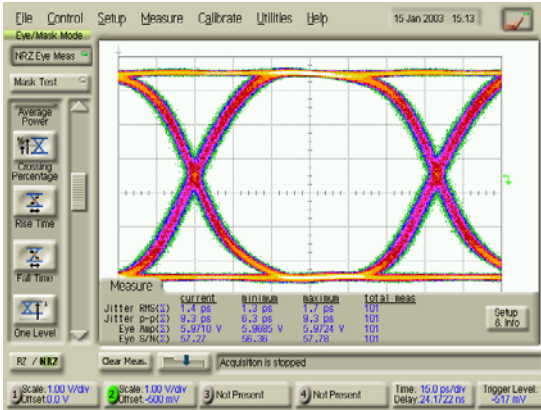 File Control Setup Measure Calibrate Utilities Help 15 Jan 2003 15:13
Eye/Mask Mode
NRZ Eye Meas
Mask Test
Average
Power
Crossing
Percentage
Rise Time
Fall Time
One Level
Measure
current minimum maximum total meas
Jitter RMS(Σ) 1.4 ps 1.3 ps 1.7 ps 101
Jitter p-p(Σ) 9.3 ps 6.3 ps 9.3 ps 101
Eye Amp(Σ) 5.9710 V 5.9685 V 5.9724 V 101
Eye S/N(Σ) 57.27 56.36 57.78 101
Setup
& Info
RZ / NRZ
Clear Meas.
Acquisition is stopped
1 Scale: 1.00 V/div
Offset:0.0 V
2 Scale: 1.00 V/div
Offset:-500 mV
3 Not Present
4 Not Present
Time: 15.0 ps/div
Delay:24.1722 ns
Trigger Level:
-517 mV